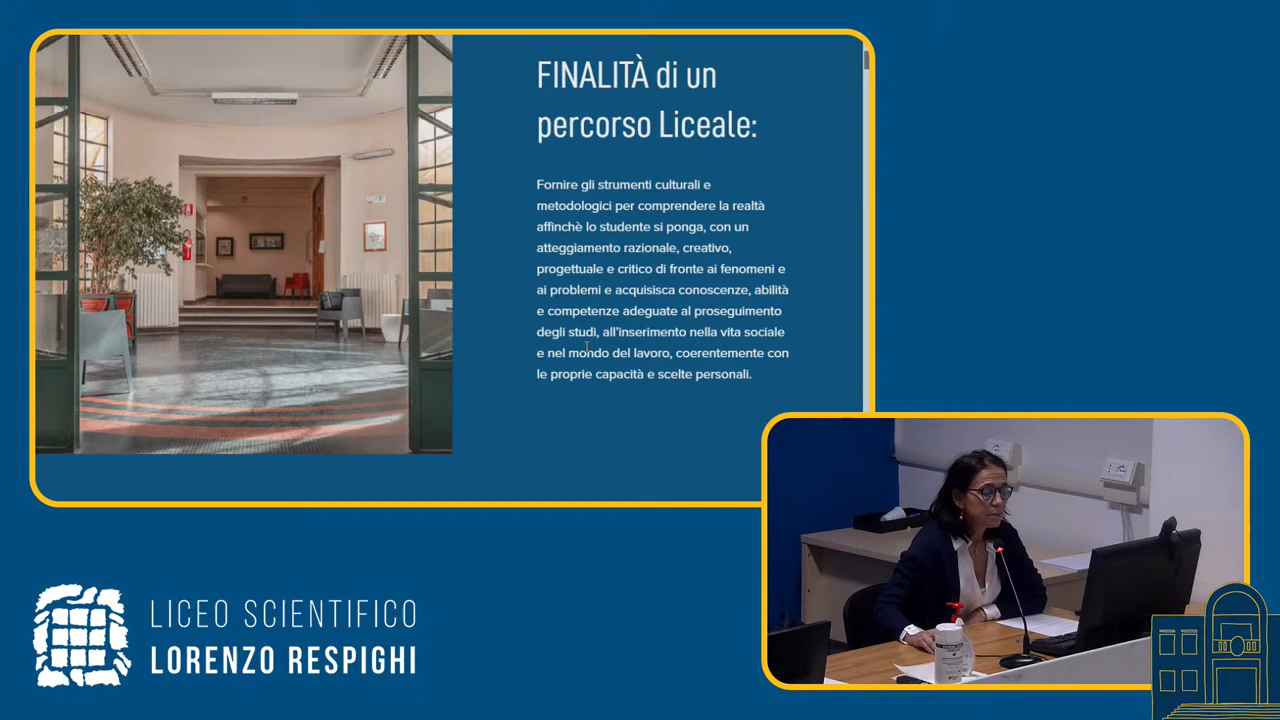 FINALITÀ di un
percorso Liceale:
Fornire gli strumenti culturali e
metodologici per comprendere la realtà
affinchè lo studente si ponga, con un
atteggiamento razionale, creativo,
progettuale e critico di fronte ai fenomeni e
ai problemi e acquisisca conoscenze, abilità
e competenze adeguate al proseguimento
degli studi, all'inserimento nella vita sociale
e nel mondo del lavoro, coerentemente con
le proprie capacità e scelte personali.
LICEO SCIENTIFICO
LORENZO RESPIGHI